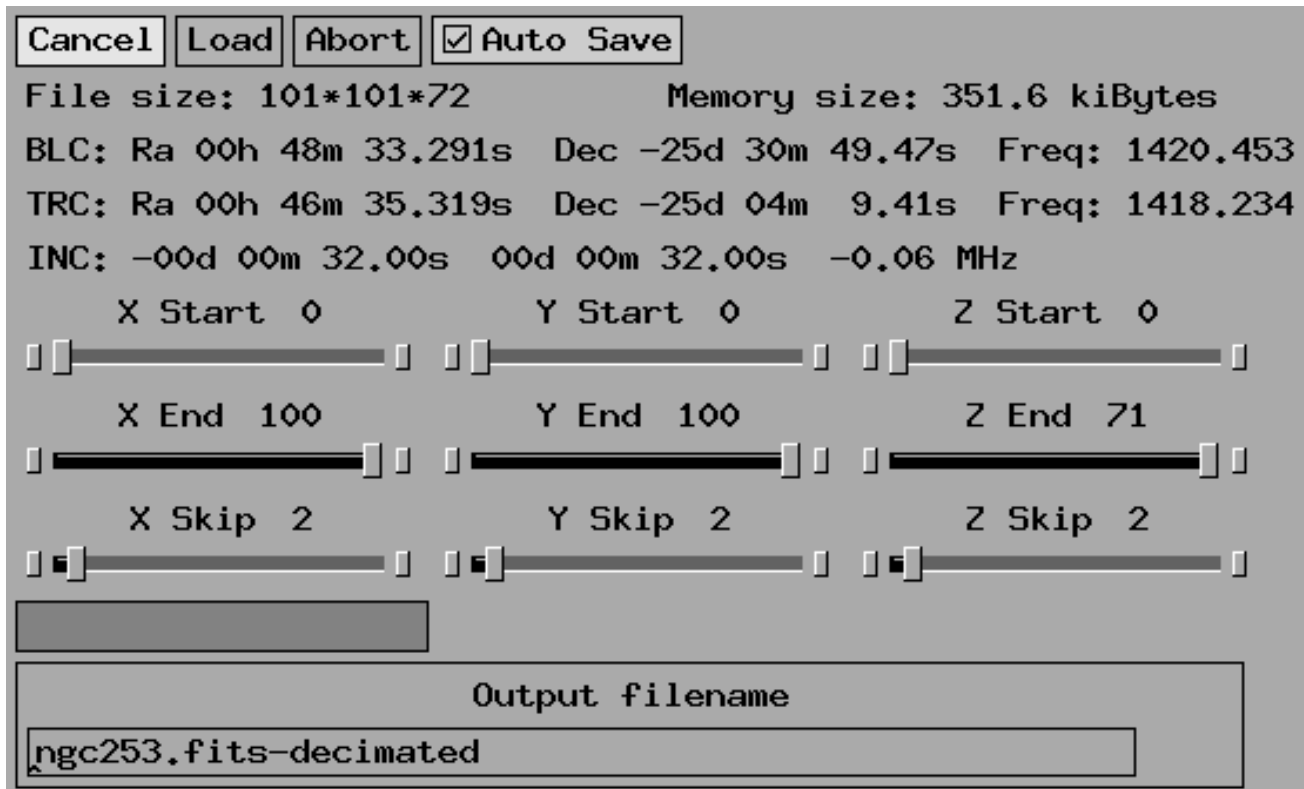 Cancel Load Abort Auto Save
File size: 101*101*72 Memory size: 351.6 kiBytes
BLC: Ra 00h 48m 33.291s Dec -25d 30m 49.47s Freq: 1420.453
TRC: Ra 00h 46m 35.319s Dec -25d 04m 9.41s Freq: 1418.234
INC: -00d 00m 32.00s 00d 00m 32.00s -0.06 MHz
X Start 0 Y Start 0 Z Start 0
X End 100 Y End 100 Z End 71
X Skip 2 Y Skip 2 Z Skip 2
Output filename
ngc253.fits-decimated